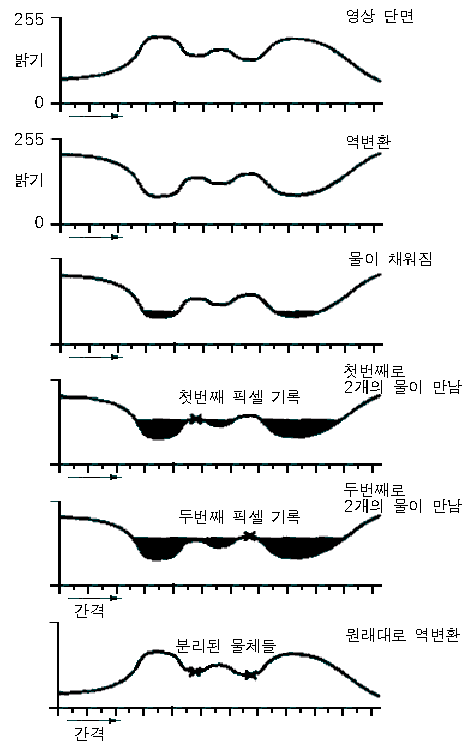 255
영상 단면
밝기
0
255
역변환
밝기
0
물이 채워짐
첫번째로
2개의 물이 만남
첫번째 픽셀 기록
두번째로
2개의 물이 만남
두번째 픽셀 기록
간격
원래대로 역변환
분리된 물체들
간격